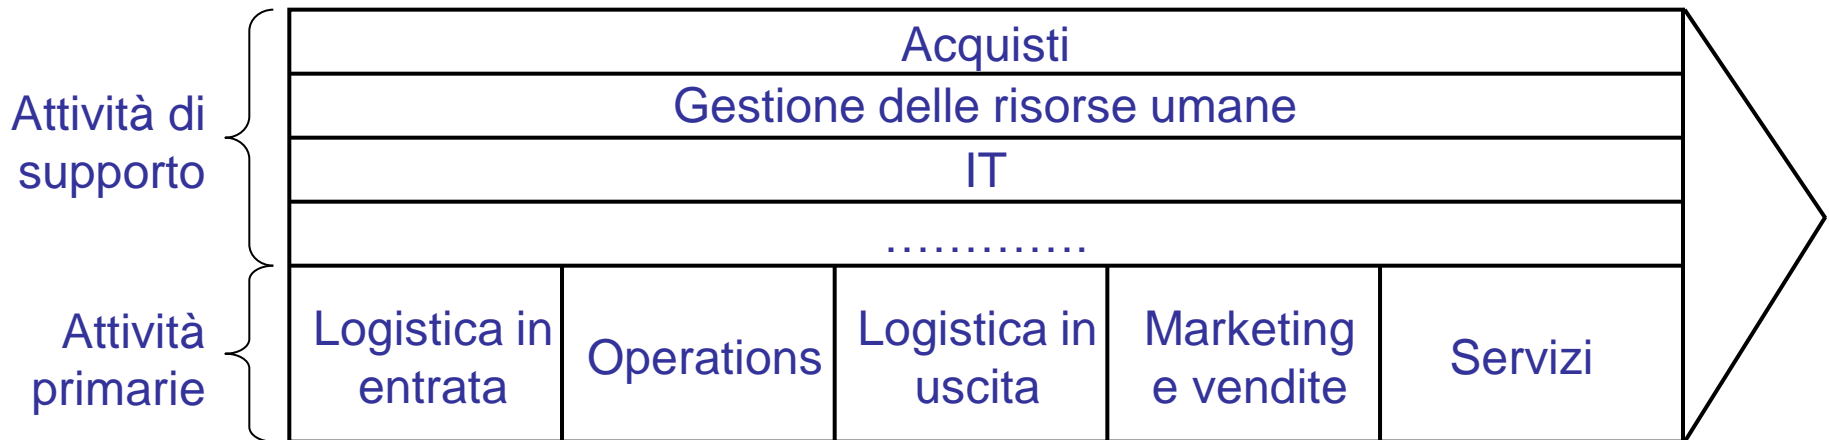 Attività di
supporto
Acquisti
Gestione delle risorse umane
IT
.............
Attività
primarie
Logistica in
entrata
Operations
Logistica in
uscita
Marketing
e vendite
Servizi